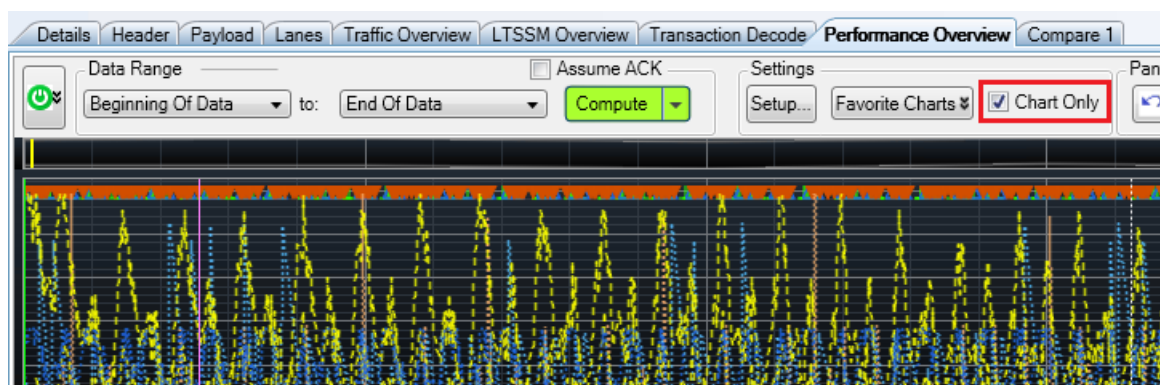 Details Header Payload Lanes Traffic Overview LTSSM Overview Transaction Decode Performance Overview Compare 1
Data Range Assume ACK Settings Pan
Beginning Of Data to: End Of Data Compute Setup... Favorite Charts Chart Only